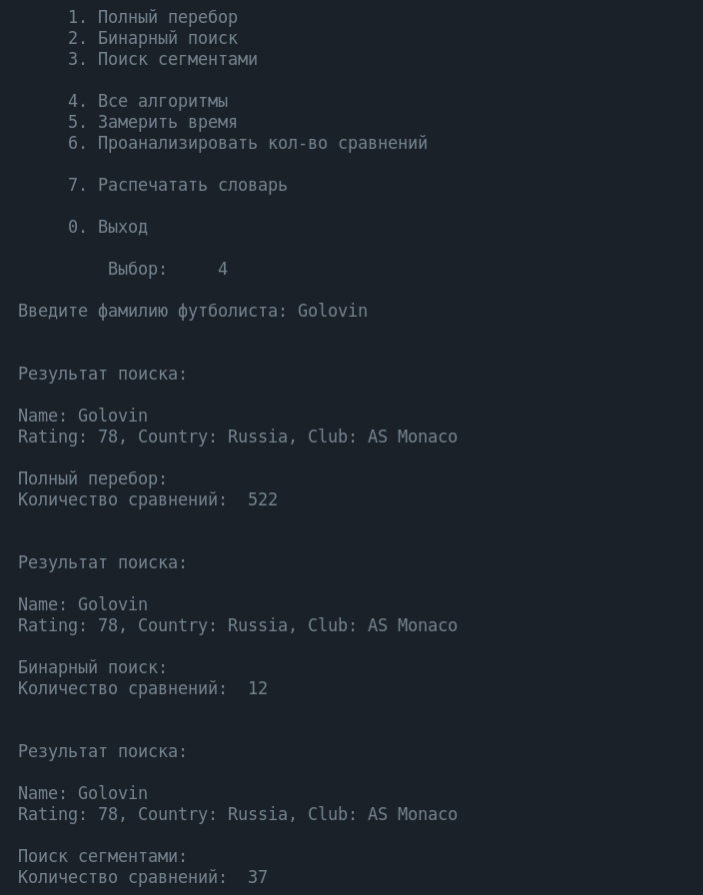 1. Полный перебор
2. Бинарный поиск
3. Поиск сегментами
4. Все алгоритмы
5. Замерить время
6. Проанализировать кол-во сравнений
7. Распечатать словарь
0. Выход
Выбор: 4
Введите фамилию футболиста: Golovin
Результат поиска:
Name: Golovin
Rating: 78, Country: Russia, Club: AS Monaco
Полный перебор:
Количество сравнений: 522
Результат поиска:
Name: Golovin
Rating: 78, Country: Russia, Club: AS Monaco
Бинарный поиск:
Количество сравнений: 12
Результат поиска:
Name: Golovin
Rating: 78, Country: Russia, Club: AS Monaco
Поиск сегментами:
Количество сравнений: 37